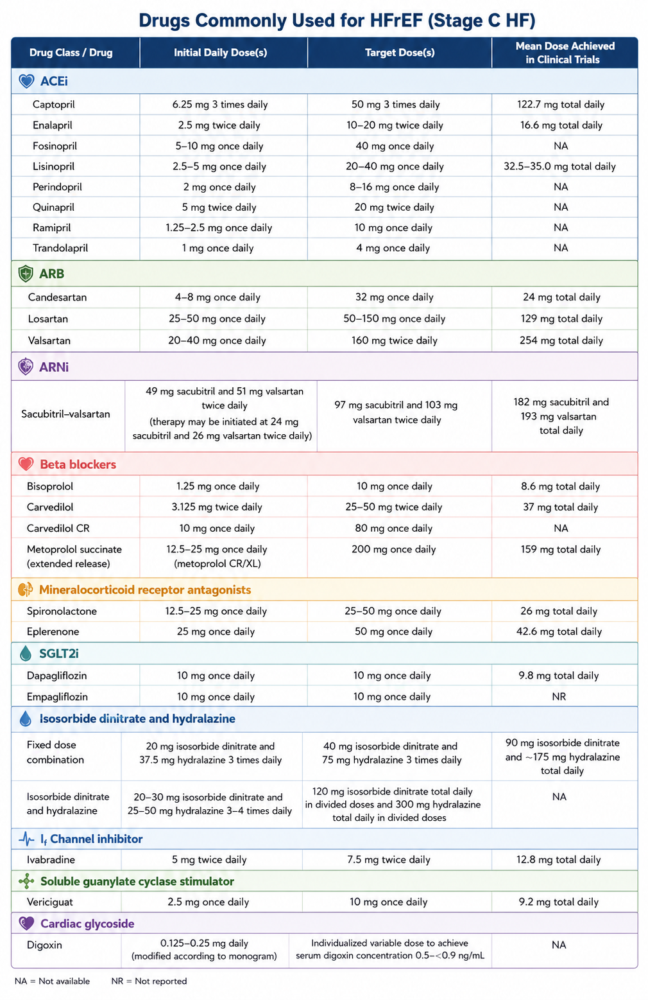 Drugs Commonly Used for HFrEF (Stage C HF)
Drug Class / Drug	Initial Daily Dose(s)	Target Dose(s)	Mean Dose Achieved
in Clinical Trials
ACEi
Captopril	6.25 mg 3 times daily	50 mg 3 times daily	122.7 mg total daily
Enalapril	2.5 mg twice daily	10–20 mg twice daily	16.6 mg total daily
Fosinopril	5–10 mg once daily	40 mg once daily	NA
Lisinopril	2.5–5 mg once daily	20–40 mg once daily	32.5–35.0 mg total daily
Perindopril	2 mg once daily	8–16 mg once daily	NA
Quinapril	5 mg twice daily	20 mg twice daily	NA
Ramipril	1.25–2.5 mg once daily	10 mg once daily	NA
Trandolapril	1 mg once daily	4 mg once daily	NA
ARB
Candesartan	4–8 mg once daily	32 mg once daily	24 mg total daily
Losartan	25–50 mg once daily	50–150 mg once daily	129 mg total daily
Valsartan	20–40 mg once daily	160 mg twice daily	254 mg total daily
ARNi
Sacubitril–valsartan
49 mg sacubitril and 51 mg valsartan
twice daily
(therapy may be initiated at 24 mg
sacubitril and 26 mg valsartan twice daily)
97 mg sacubitril and 103 mg
valsartan twice daily
182 mg sacubitril and
193 mg valsartan
total daily
Beta blockers
Bisoprolol	1.25 mg once daily	10 mg once daily	8.6 mg total daily
Carvedilol	3.125 mg twice daily	25–50 mg twice daily	37 mg total daily
Carvedilol CR	10 mg once daily	80 mg once daily	NA
Metoprolol succinate	12.5–25 mg once daily	200 mg once daily	159 mg total daily
(extended release)	(metoprolol CR/XL)
Mineralocorticoid receptor antagonists
Spironolactone	12.5–25 mg once daily	25–50 mg once daily	26 mg total daily
Eplerenone	25 mg once daily	50 mg once daily	42.6 mg total daily
SGLT2i
Dapagliflozin	10 mg once daily	10 mg once daily	9.8 mg total daily
Empagliflozin	10 mg once daily	10 mg once daily	NR
Isosorbide dinitrate and hydralazine
Fixed dose
combination
20 mg isosorbide dinitrate and
37.5 mg hydralazine 3 times daily
40 mg isosorbide dinitrate and
75 mg hydralazine 3 times daily
90 mg isosorbide dinitrate
and ~175 mg hydralazine
total daily
Isosorbide dinitrate
and hydralazine
20–30 mg isosorbide dinitrate and
25–50 mg hydralazine 3–4 times daily
120 mg isosorbide dinitrate total daily
in divided doses and 300 mg hydralazine
total daily in divided doses
NA
If Channel inhibitor
Ivabradine	5 mg twice daily	7.5 mg twice daily	12.8 mg total daily
Soluble guanylate cyclase stimulator
Vericiguat	2.5 mg once daily	10 mg once daily	9.2 mg total daily
Cardiac glycoside
Digoxin
0.125–0.25 mg daily
(modified according to monogram)
Individualized variable dose to achieve
serum digoxin concentration 0.5–<0.9 ng/mL
NA
NA = Not available	NR = Not reported